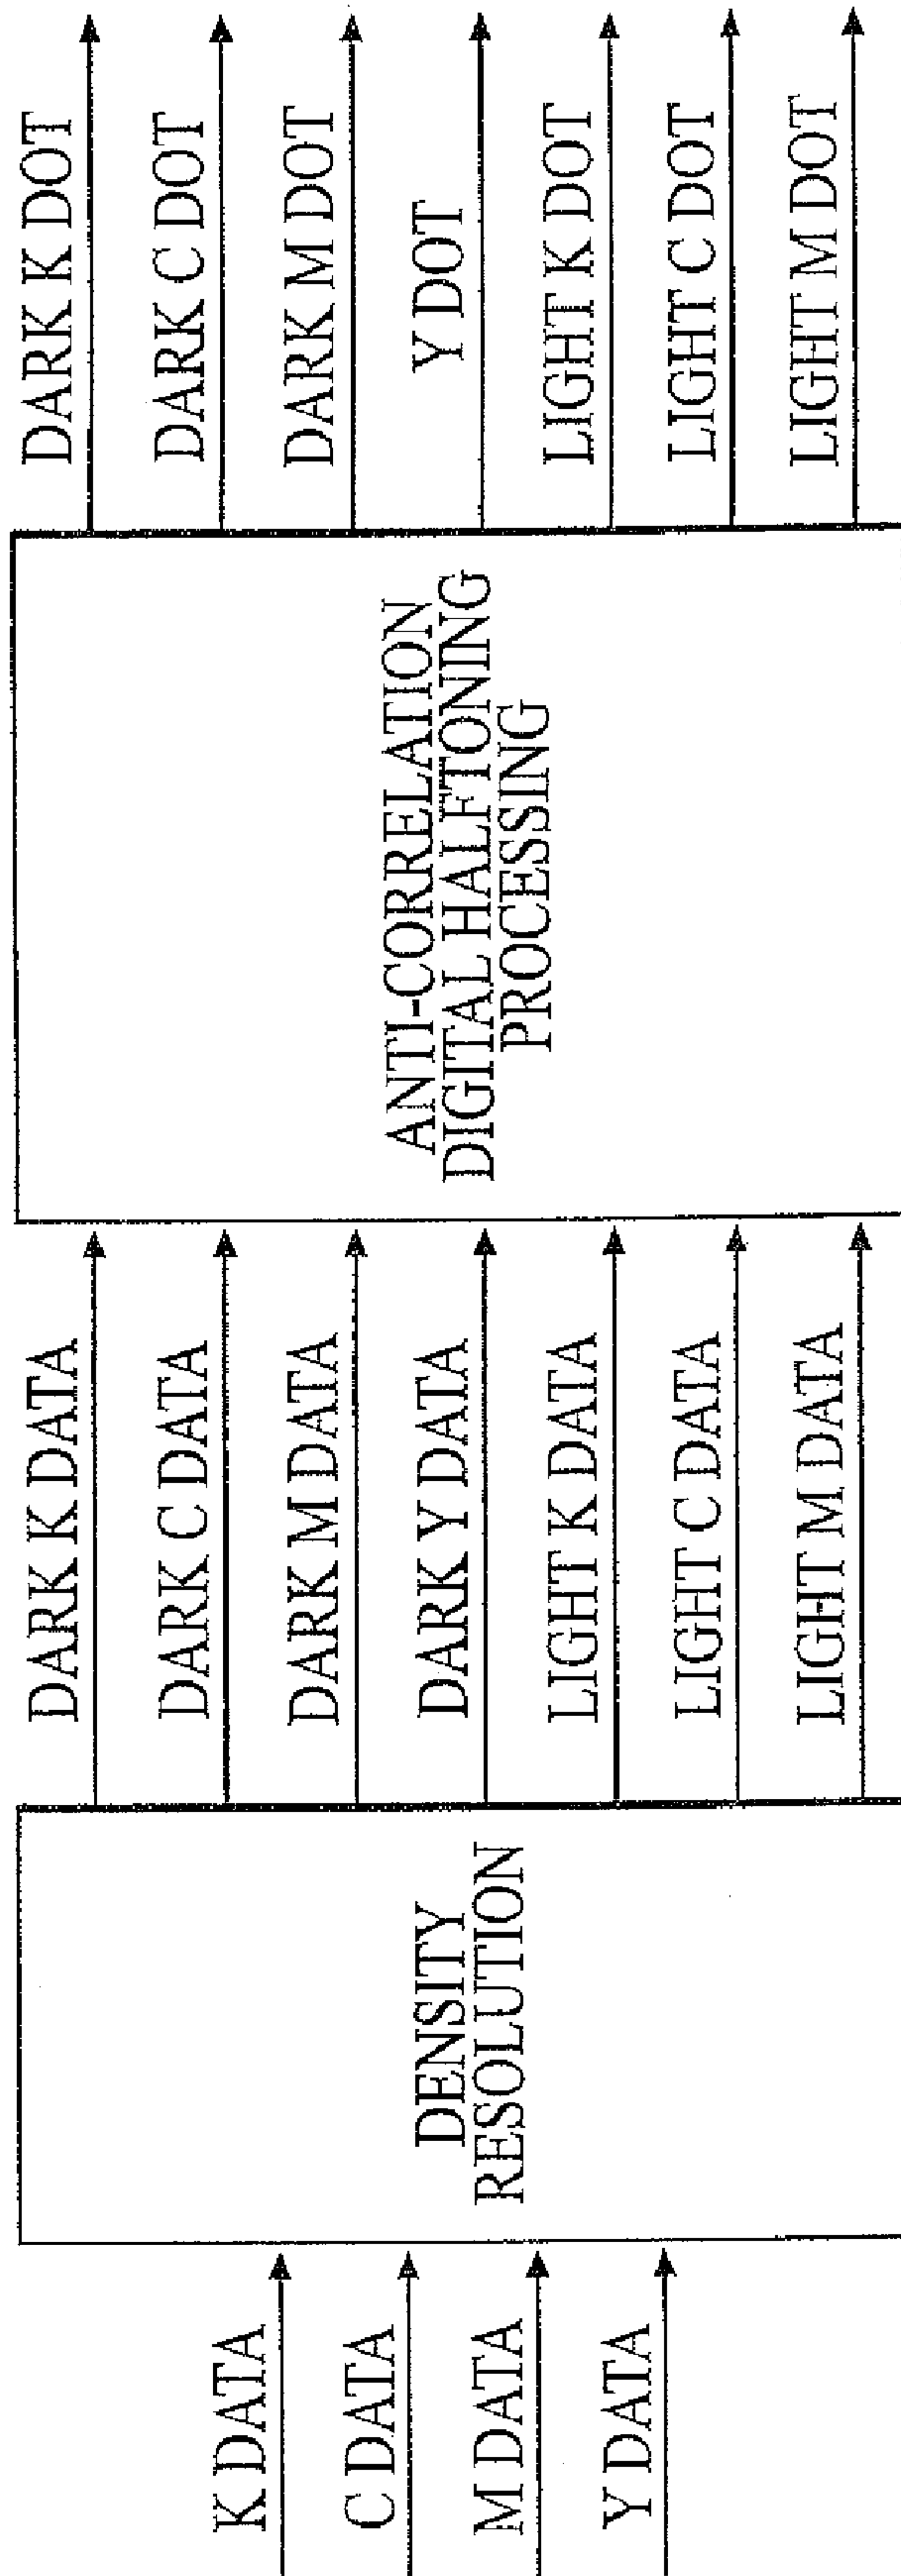 K DATA
C DATA
M DATA
Y DATA
DENSITY
RESOLUTION
DARK K DATA
DARK C DATA
DARK M DATA
DARK Y DATA
LIGHT K DATA
LIGHT C DATA
LIGHT M DATA
ANTI-CORRELATION
DIGITAL HALFTONING
PROCESSING
DARK K DOT
DARK C DOT
DARK M DOT
Y DOT
LIGHT K DOT
LIGHT C DOT
LIGHT M DOT